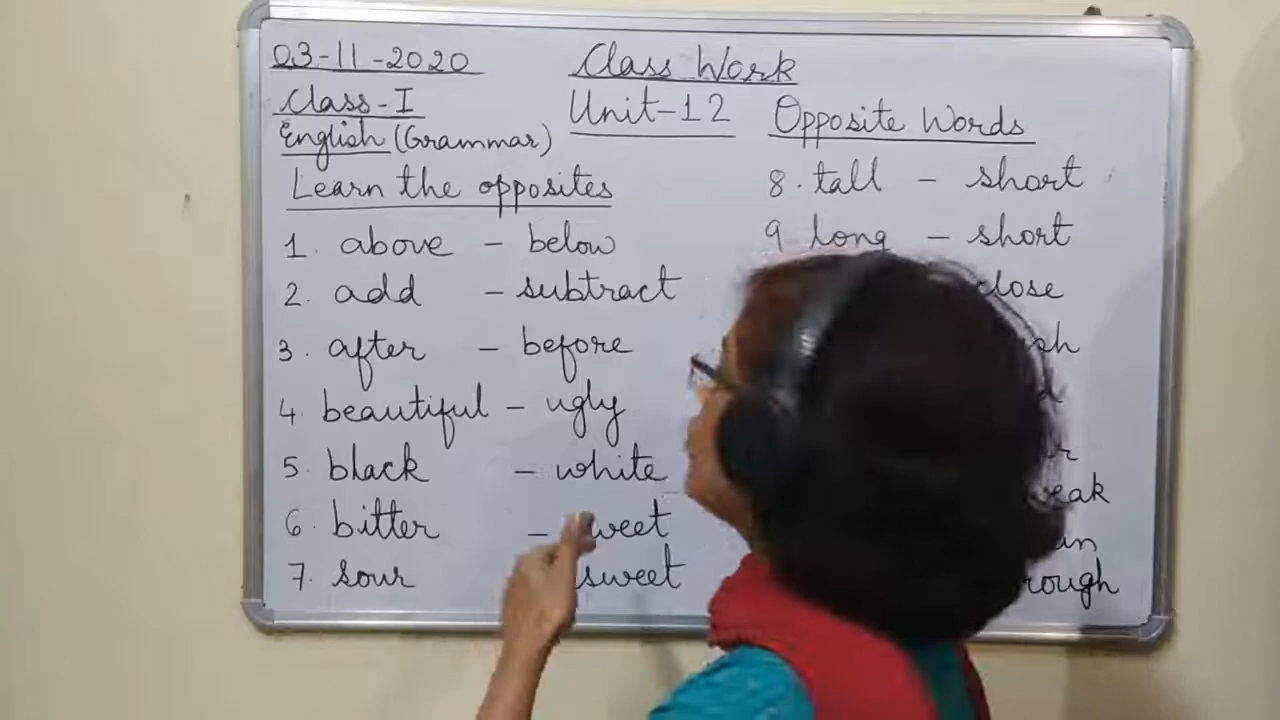 03-11-2020
Class Work
Class-I
Unit-12
Opposite Words
English (Grammar)
Learn the opposites
1. above - below
2. add - subtract
3. after - before
4. beautiful - ugly
5. black - white
6. bitter - sweet
7. sour sweet
8. tall - short
9 long - short
close
rough